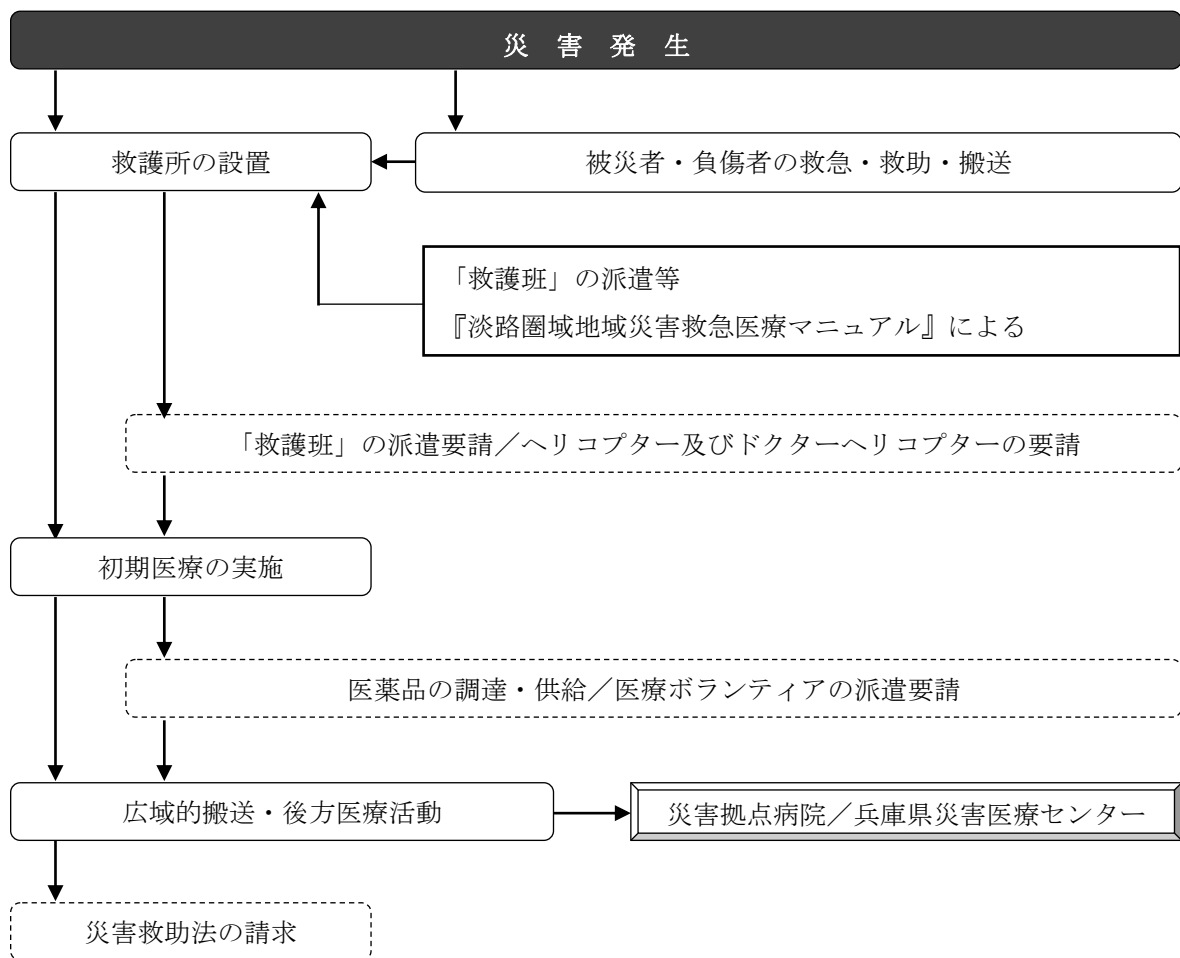 災害発生
救護所の設置
被災者・負傷者の救急・救助・搬送
「救護班」の派遣等
『淡路圏域地域災害救急医療マニュアル』による
「救護班」の派遣要請／ヘリコプター及びドクターヘリコプターの要請
初期医療の実施
医薬品の調達・供給／医療ボランティアの派遣要請
広域的搬送・後方医療活動
災害拠点病院／兵庫県災害医療センター
災害救助法の請求